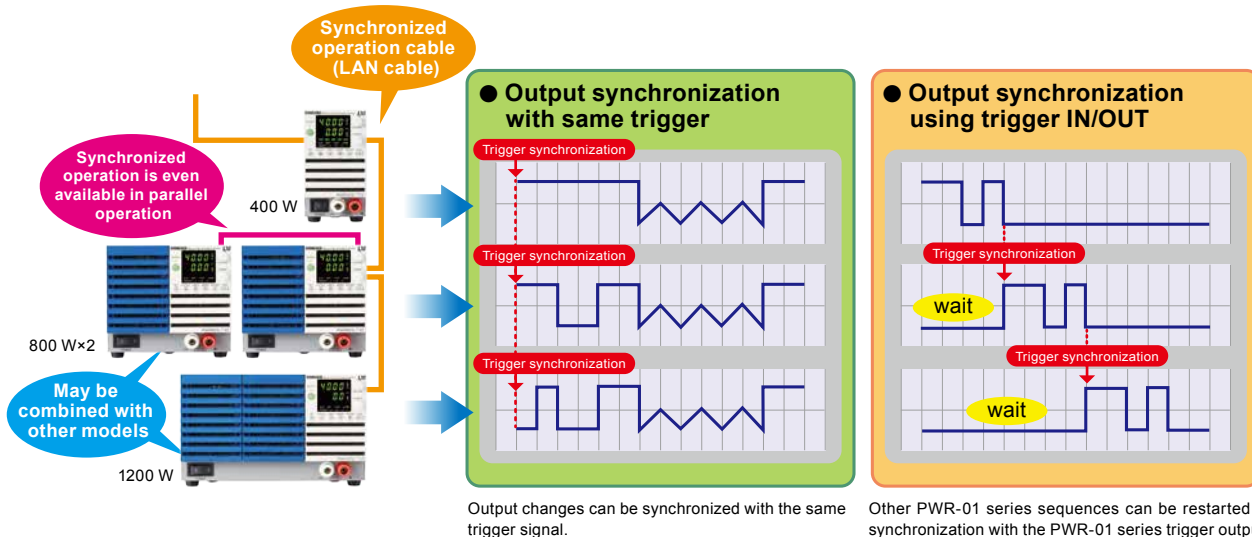 Synchronized
operation cable
(LAN cable)
Synchronized
operation is even
available in parallel
operation
400 W
800 W×2
May be
combined with
other models
1200 W
● Output synchronization
with same trigger
Trigger synchronization
Trigger synchronization
Trigger synchronization
Output changes can be synchronized with the same
trigger signal.
● Output synchronization
using trigger IN/OUT
Trigger synchronization
wait
Trigger synchronization
wait
Other PWR-01 series sequences can be restarted
synchronization with the PWR-01 series trigger outp